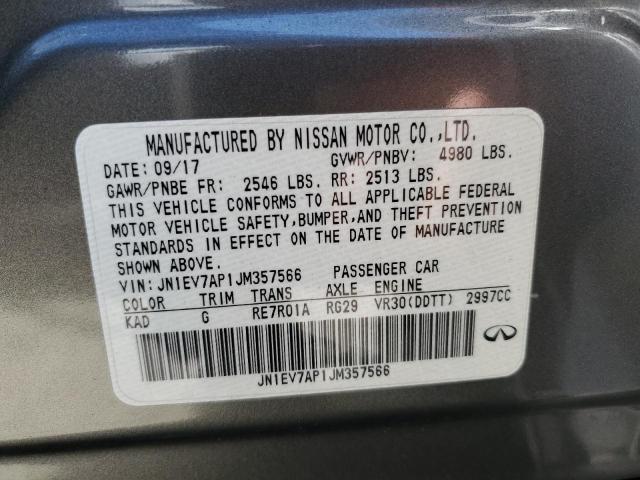 MANUFACTURED BY NISSAN MOTOR CO.,LTD.
DATE: 09/17 GVWR/PNBV: 4980 LBS.
GAWR/PNBE FR: 2546 LBS. RR: 2513 LBS.
THIS VEHICLE CONFORMS TO ALL APPLICABLE FEDERAL
MOTOR VEHICLE SAFETY,BUMPER,AND THEFT PREVENTION
STANDARDS IN EFFECT ON THE DATE OF MANUFACTURE
SHOWN ABOVE.
VIN: JN1EV7AP1JM357566 PASSENGER CAR
COLOR TRIM TRANS AXLE ENGINE
KAD G RE7R01A RG29 VR30(DDTT) 2997CC
JN1EV7AP1JM357566